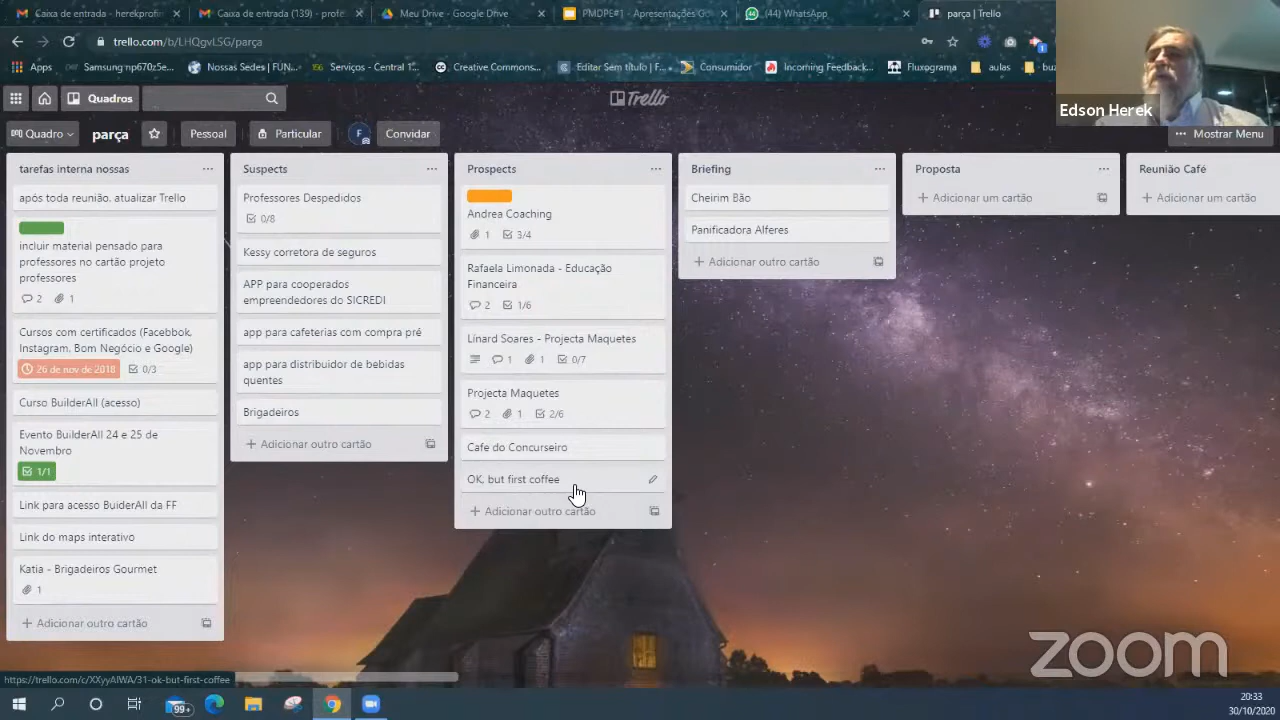 Caixa de entrada - herekprofm
Caixa de entrada (139) - profe
Meu Drive - Google Drive
PMDPE#1 - Apresentações Go
(44) WhatsApp
parça | Trello
trello.com/b/LHQgvLSG/parça
Apps
Samsung np670z5e...
Nossas Sedes | FUN...
Serviços - Central 1...
Creative Commons...
Editar Sem título | F...
Consumidor
Incoming Feedback...
Fluxograma
aulas
Edson Herek
Quadros
Trello
Quadro
parça
Pessoal
Particular
F
Convidar
Mostrar Menu
tarefas interna nossas
após toda reunião. atualizar Trello
incluir material pensado para
professores no cartão projeto
professores
2 1
Cursos com certificados (Facebbok,
Instagram, Bom Negócio e Google)
26 de nov de 2018 0/3
Curso BuilderAll (acesso)
Evento BuilderAll 24 e 25 de
Novembro
1/1
Link para acesso BuiderAll da FF
Link do maps interativo
Katia - Brigadeiros Gourmet
1
Adicionar outro cartão
Suspects
Professores Despedidos
0/8
Kessy corretora de seguros
APP para cooperados
empreendedores do SICREDI
app para cafeterias com compra pré
app para distribuidor de bebidas
quentes
Brigadeiros
Adicionar outro cartão
Prospects
Andrea Coaching
1 3/4
Rafaela Limonada - Educação
Financeira
2 1/6
Linard Soares - Projecta Maquetes
1 1 0/7
Projecta Maquetes
2 1 2/6
Cafe do Concurseiro
OK, but first coffee
Adicionar outro cartão
Briefing
Cheirim Bão
Panificadora Alferes
Adicionar outro cartão
Proposta
Adicionar um cartão
Reunião Café
Adicionar um cartão
zoom
https://trello.com/c/XXyyAIWA/31-ok-but-first-coffee
99+
20:33
30/10/2020